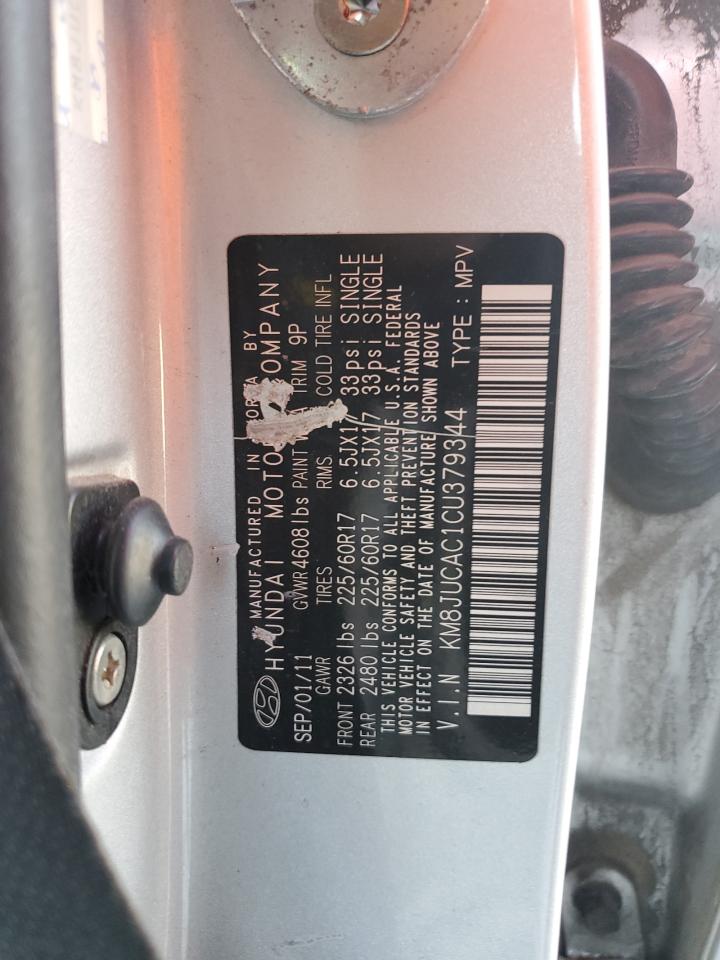 MANUFACTURED IN KOREA BY
HYUNDAI MOTOR COMPANY
SEP/01/11 GVWR 4608lbs PAINT TRIM 9P
GAWR TIRES RIMS COLD TIRE INFL
FRONT 2326 lbs 225/60R17 6.5JX17 33psi SINGLE
REAR 2480 lbs 225/60R17 6.5JX17 33psi SINGLE
THIS VEHICLE CONFORMS TO ALL APPLICABLE U.S.A. FEDERAL
MOTOR VEHICLE SAFETY AND THEFT PREVENTION STANDARDS
IN EFFECT ON THE DATE OF MANUFACTURE SHOWN ABOVE
V.I.N KM8JUCAC1CU379344 TYPE : MPV